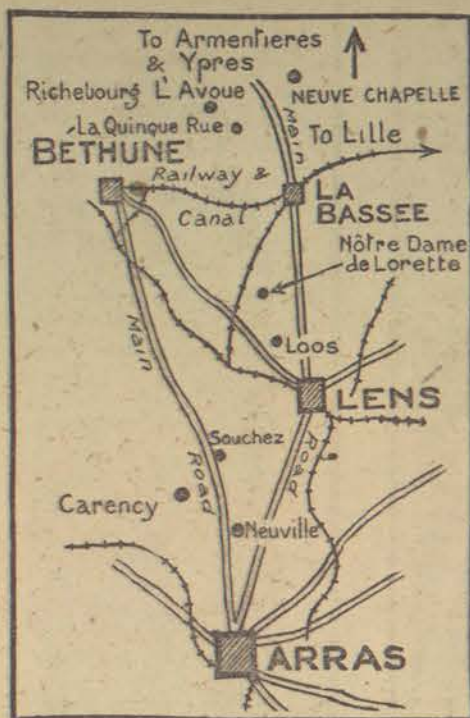 To Armentieres
& Ypres
Richebourg L'Avoue
NEUVE CHAPELLE
La Quinque Rue
Main
To Lille
BÉTHUNE
Railway &
Canal
LA
BASSEE
Nôtre Dame
de Lorette
Main
Loos
LENS
Souchez
Road
Road
Carency
Neuville
ARRAS